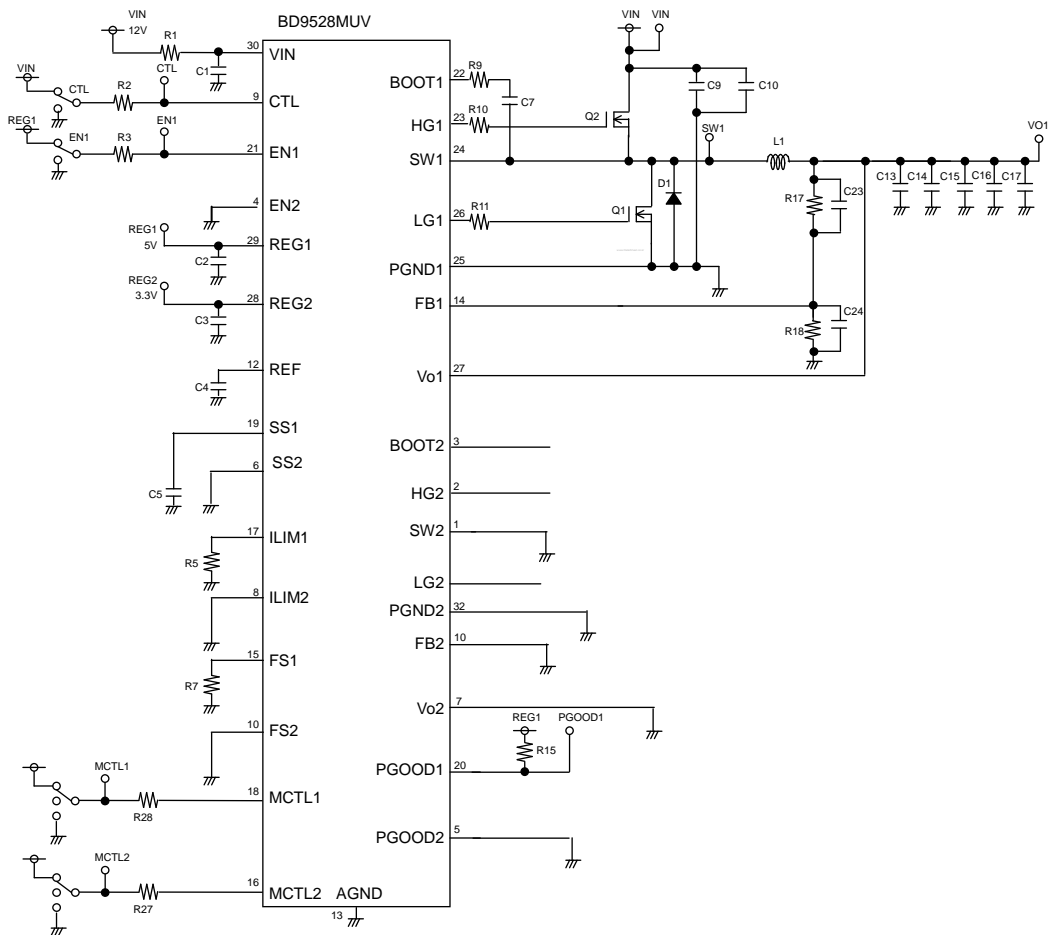 BD9528MUV
VIN
12V
R1
30
VIN
C1
VIN
CTL
R2
CTL
9
CTL
REG1
EN1
R3
EN1
21
EN1
4
EN2
REG1
5V
29
REG1
C2
REG2
3.3V
28
REG2
C3
12
REF
C4
19
SS1
C5
6
SS2
17
ILIM1
R5
8
ILIM2
15
FS1
R7
10
FS2
MCTL1
R28
18
MCTL1
MCTL2
R27
16
MCTL2
AGND
13
BOOT1
22
R9
C7
HG1
23
R10
Q2
VIN
VIN
C9
C10
SW1
24
SW1
L1
VO1
C13
C14
C15
C16
C17
R17
C23
LG1
26
R11
Q1
D1
PGND1
25
FB1
14
R18
C24
Vo1
27
BOOT2
3
HG2
2
SW2
1
LG2
PGND2
32
FB2
10
Vo2
7
REG1
PGOOD1
R15
PGOOD1
20
PGOOD2
5